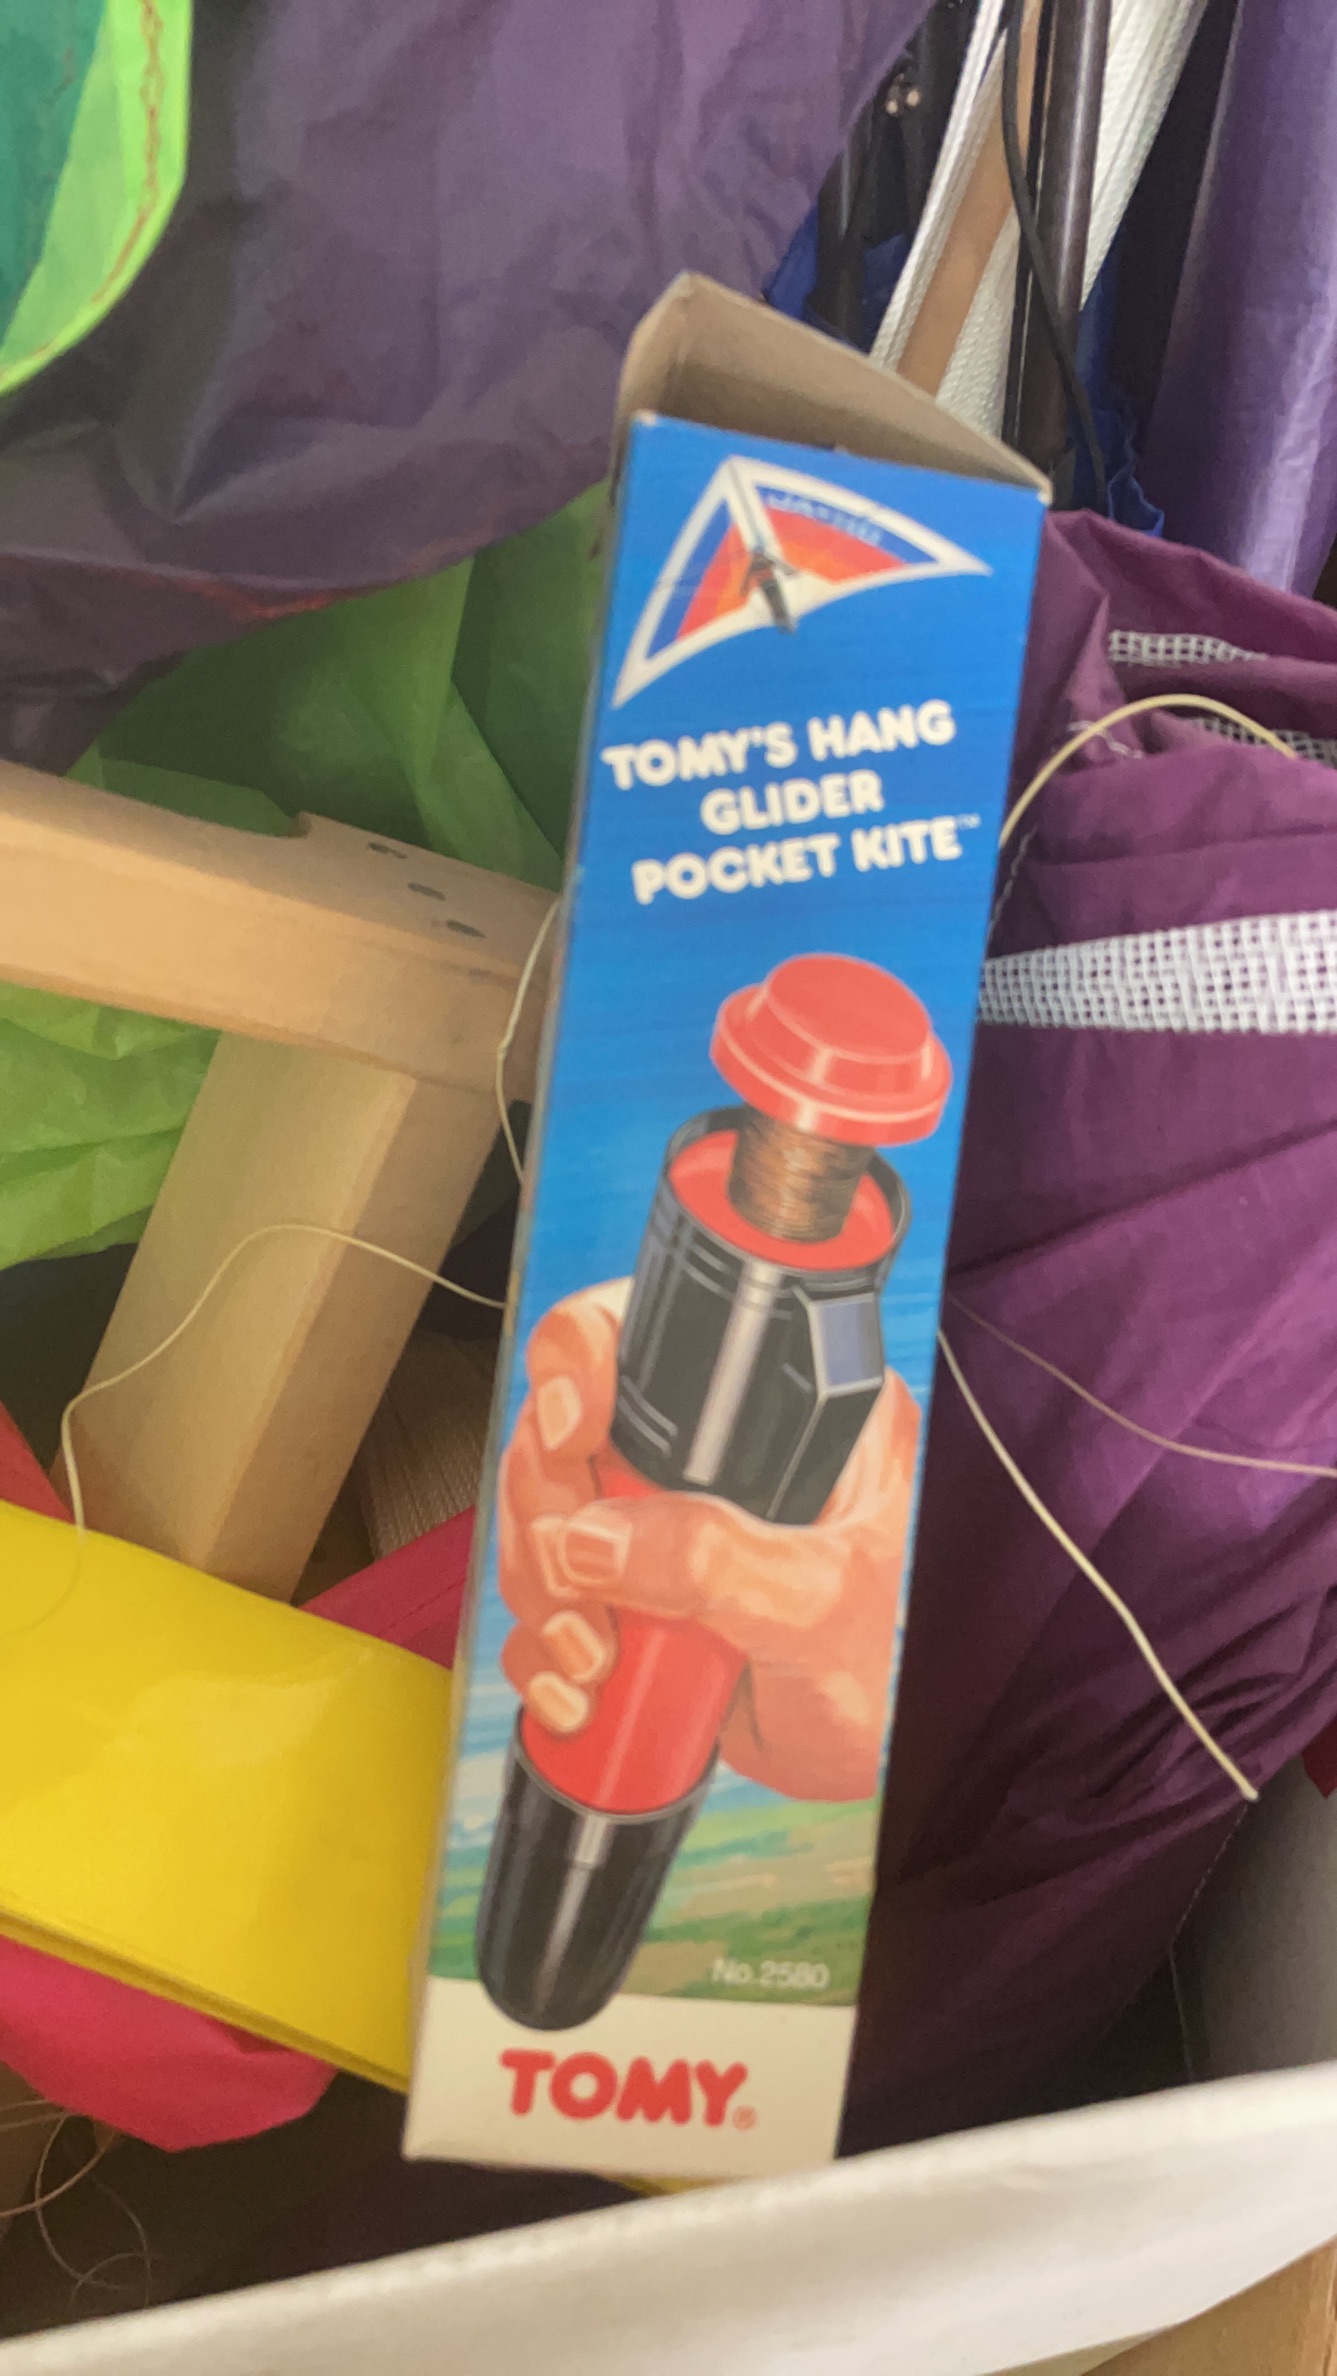 TOMY'S HANG
GLIDER
POCKET KITE™
No.2580
TOMY®